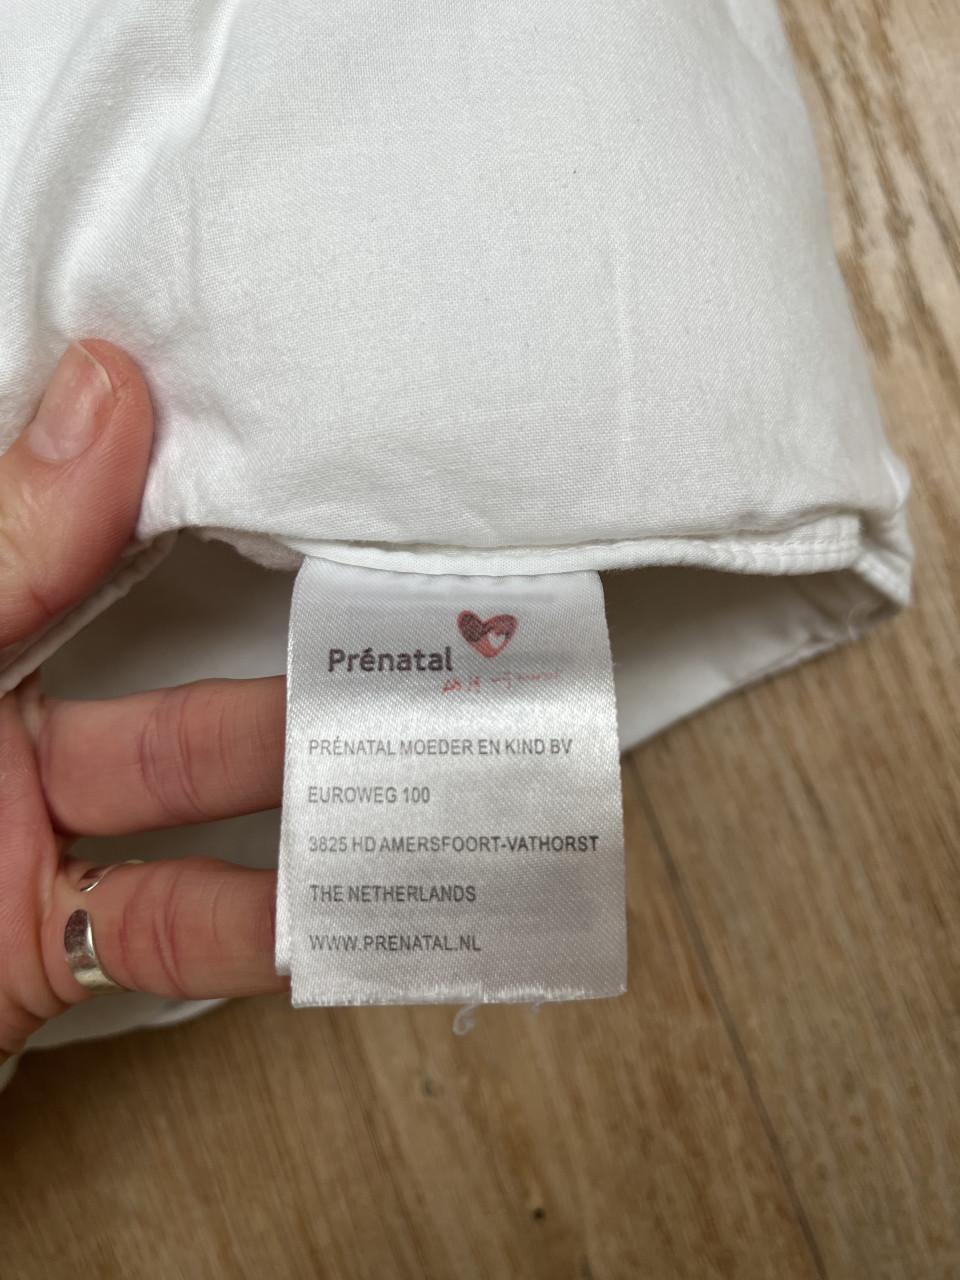 Prénatal
PRÉNATAL MOEDER EN KIND BV
EUROWEG 100
3825 HD AMERSFOORT-VATHORST
THE NETHERLANDS
WWW.PRENATAL.NL